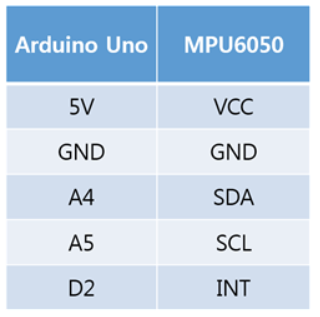 Arduino Uno MPU6050
5V VCC
GND GND
A4 SDA
A5 SCL
D2 INT